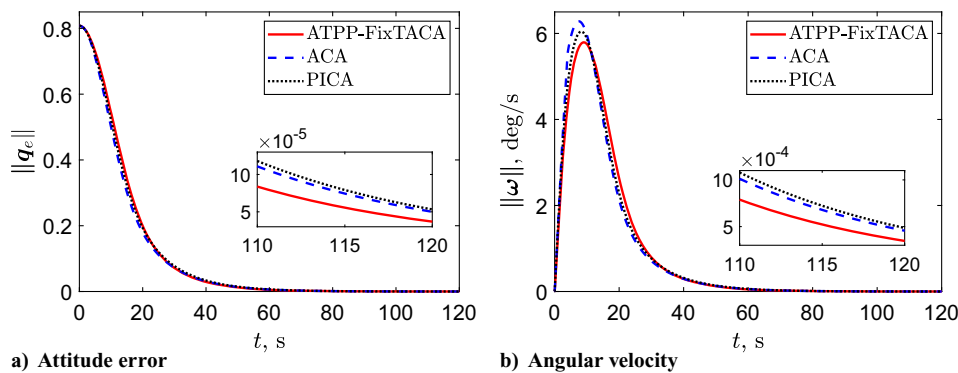 0.8
0.6
0.4
0.2
0
‖q_e‖
ATPP-FixTACA
ACA
PICA
×10^-5
10
5
110 115 120
0 20 40 60 80 100 120
t, s
a) Attitude error
6
4
2
0
‖ω‖, deg/s
ATPP-FixTACA
ACA
PICA
×10^-4
10
5
110 115 120
0 20 40 60 80 100 120
t, s
b) Angular velocity